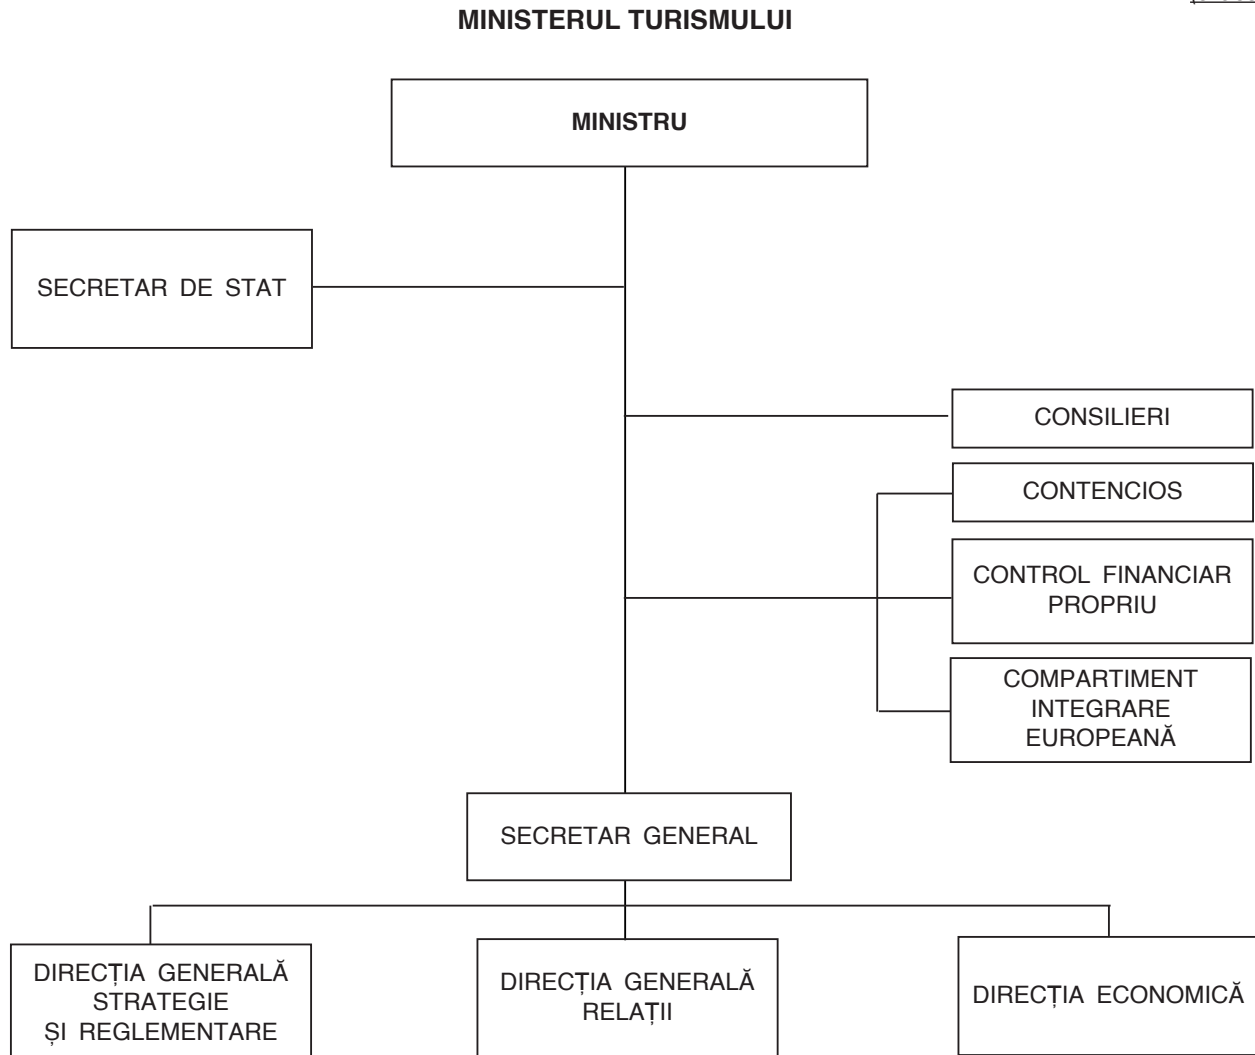 MINISTERUL TURISMULUI
MINISTRU
SECRETAR DE STAT
CONSILIERI
CONTENCIOS
CONTROL FINANCIAR
PROPRIU
COMPARTIMENT
INTEGRARE
EUROPEANĂ
SECRETAR GENERAL
DIRECȚIA GENERALĂ
STRATEGIE
ȘI REGLEMENTARE
DIRECȚIA GENERALĂ
RELAȚII
DIRECȚIA ECONOMICĂ